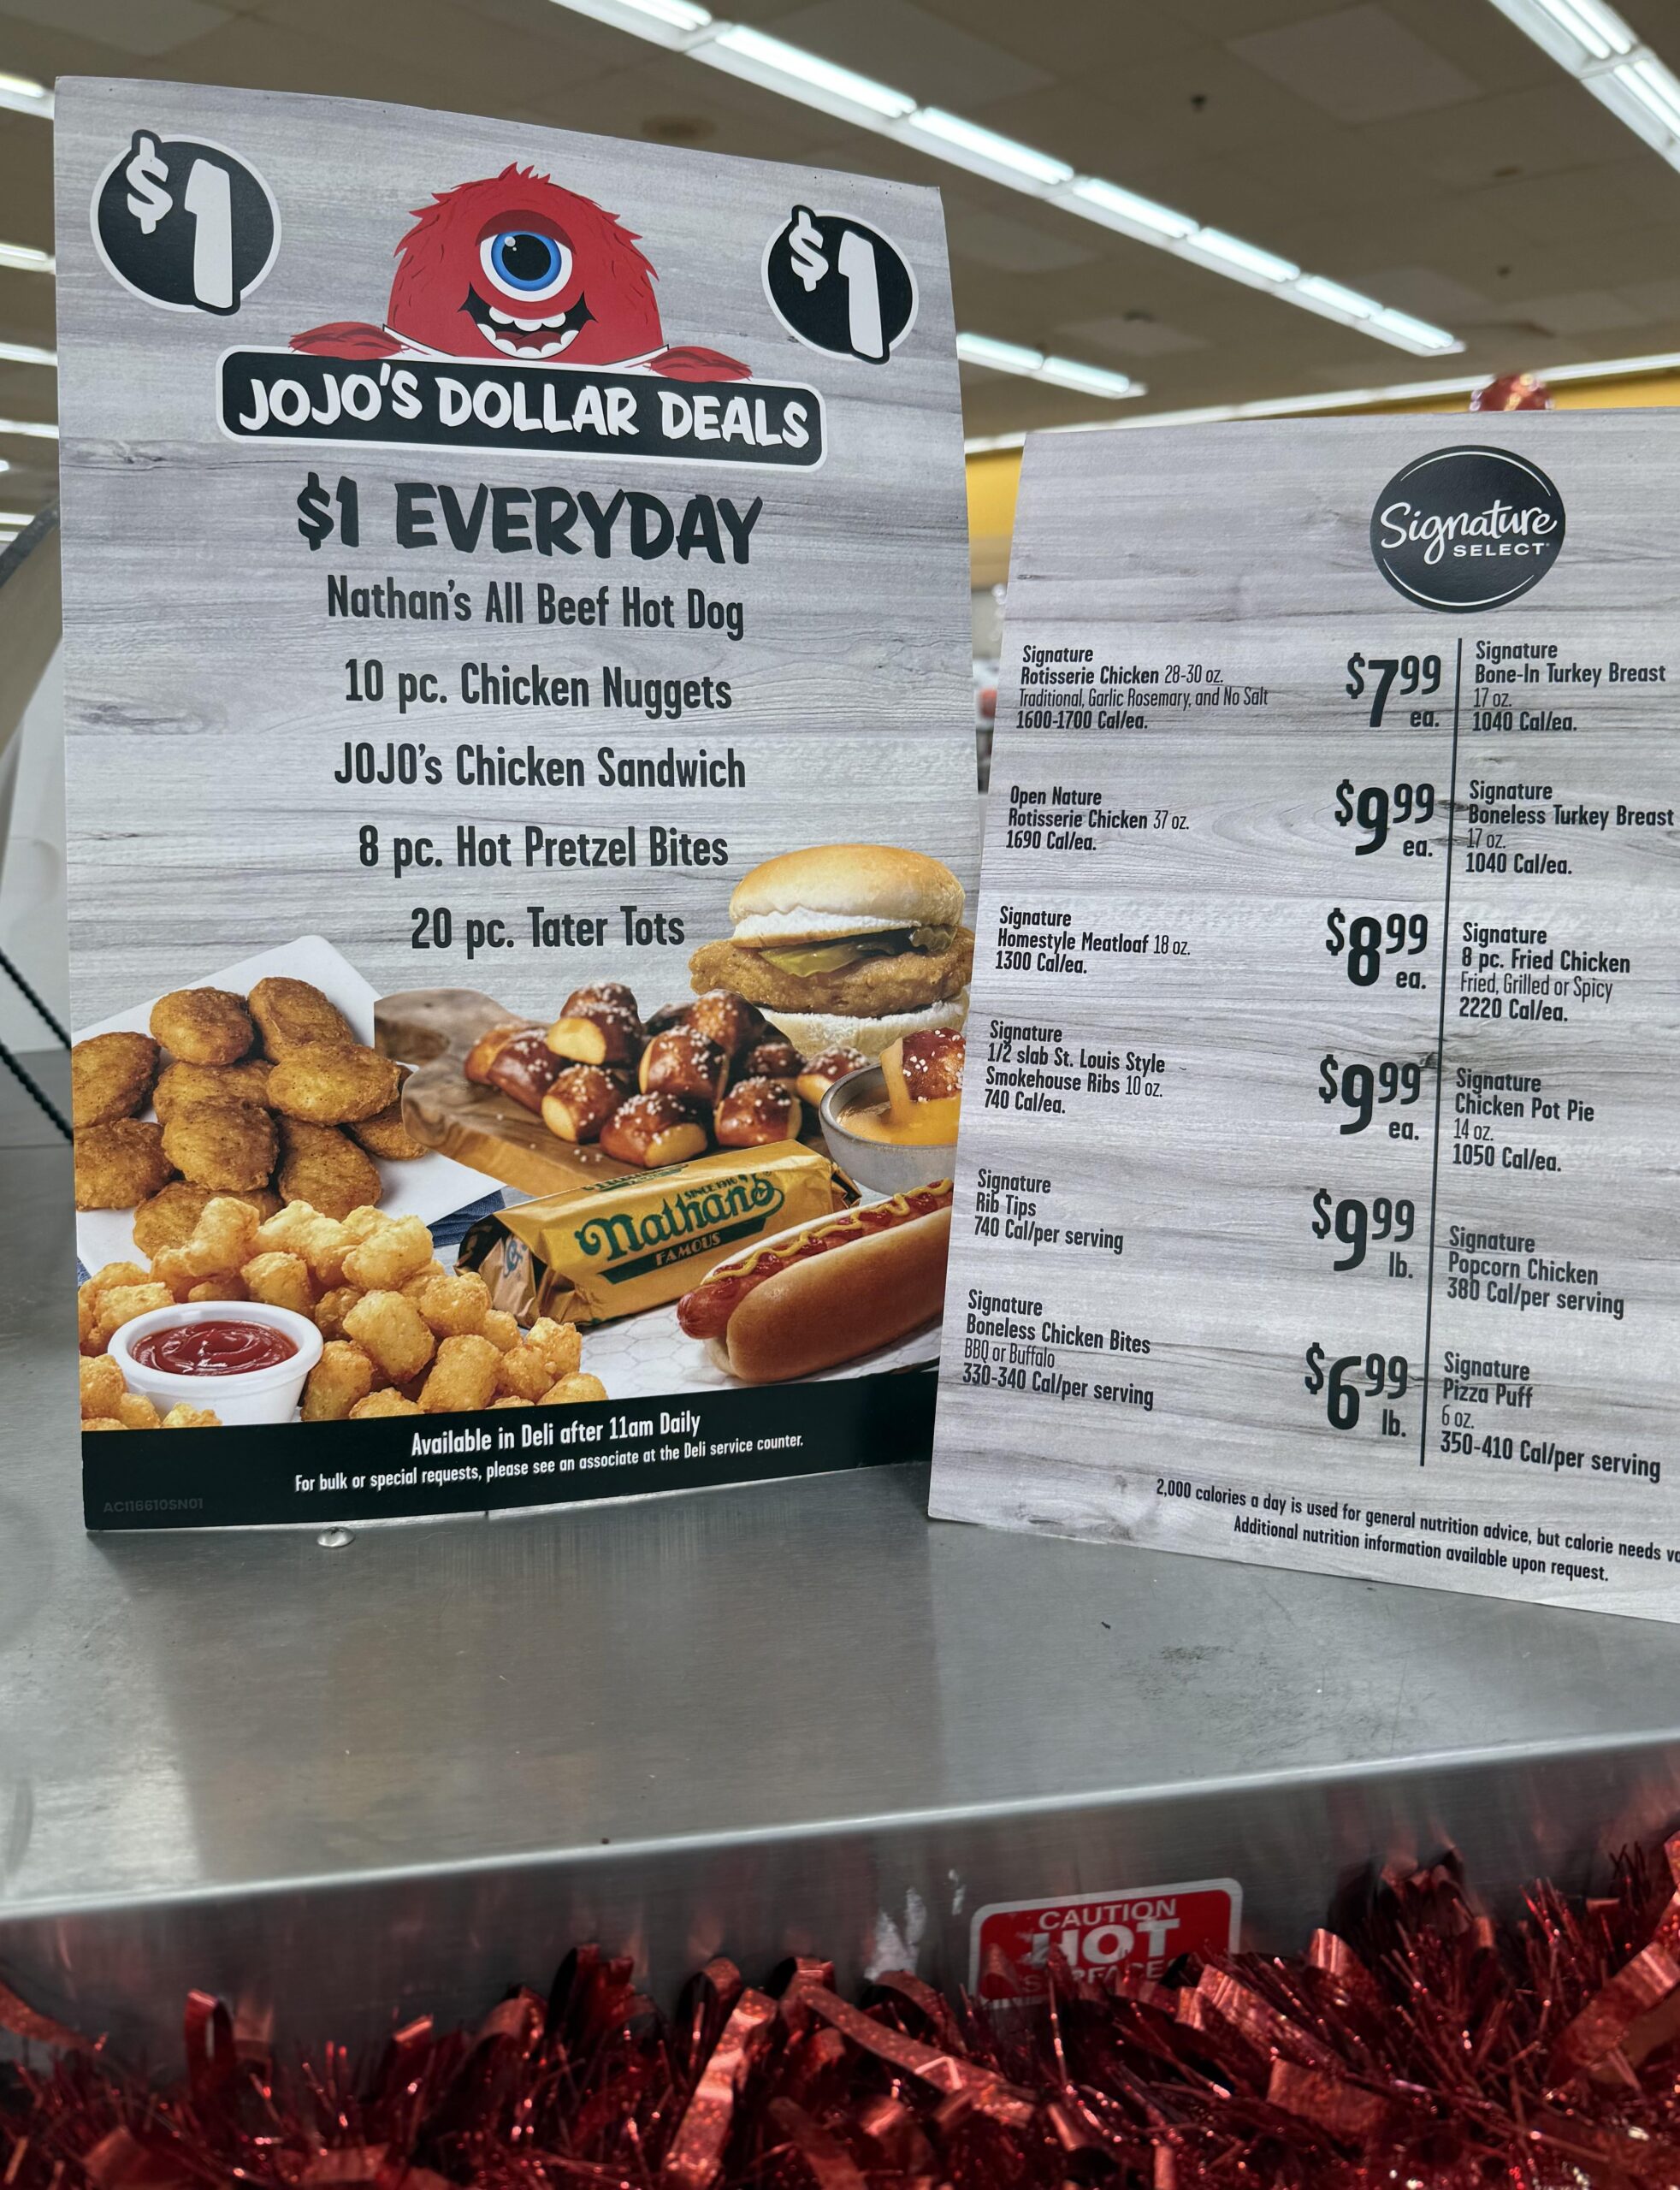 $1
$1
JOJO'S DOLLAR DEALS
$1 EVERYDAY
Nathan's All Beef Hot Dog
10 pc. Chicken Nuggets
JOJO's Chicken Sandwich
8 pc. Hot Pretzel Bites
20 pc. Tater Tots
SINCE 1916
Nathan's
FAMOUS
Available in Deli after 11am Daily
For bulk or special requests, please see an associate at the Deli service counter.
ACI16610SN01
Signature
SELECT
Signature
Rotisserie Chicken 28-30 oz.
Traditional, Garlic Rosemary, and No Salt
1600-1700 Cal/ea.
$7.99
ea.
Open Nature
Rotisserie Chicken 37 oz.
1690 Cal/ea.
$9.99
ea.
Signature
Homestyle Meatloaf 18 oz.
1300 Cal/ea.
$8.99
ea.
Signature
1/2 slab St. Louis Style
Smokehouse Ribs 10 oz.
740 Cal/ea.
$9.99
ea.
Signature
Rib Tips
740 Cal/per serving
$9.99
lb.
Signature
Boneless Chicken Bites
BBQ or Buffalo
330-340 Cal/per serving
$6.99
lb.
Signature
Bone-In Turkey Breast
17 oz.
1040 Cal/ea.
Signature
Boneless Turkey Breast
17 oz.
1040 Cal/ea.
Signature
8 pc. Fried Chicken
Fried, Grilled or Spicy
2220 Cal/ea.
Signature
Chicken Pot Pie
14 oz.
1050 Cal/ea.
Signature
Popcorn Chicken
380 Cal/per serving
Signature
Pizza Puff
6 oz.
350-410 Cal/per serving
2,000 calories a day is used for general nutrition advice, but calorie needs
Additional nutrition information available upon request.
CAUTION
HOT